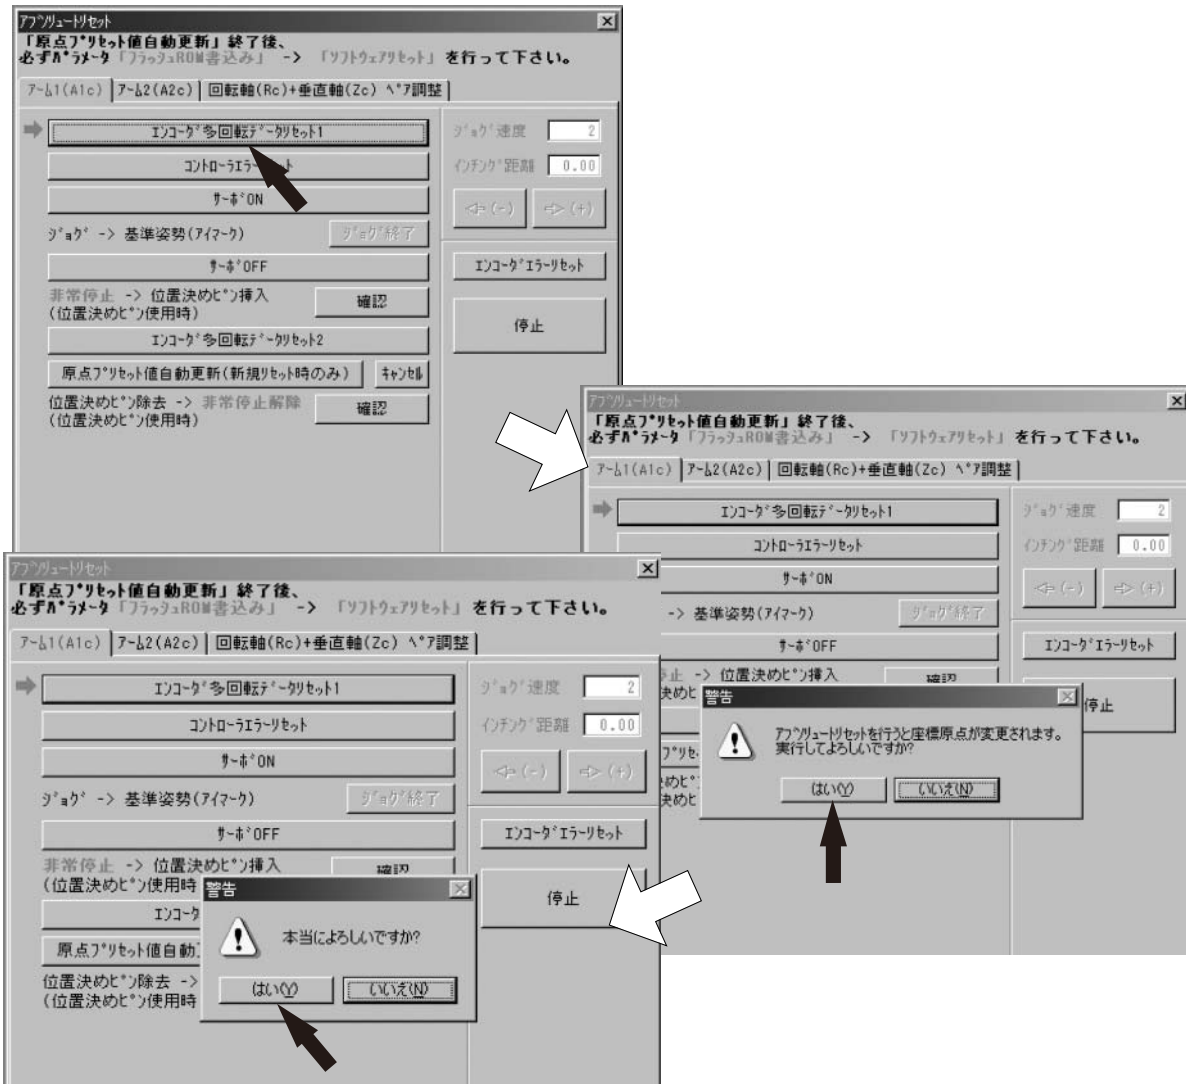 アブソリュートリセット
「原点プリセット値自動更新」終了後、
必ずパラメータ「フラッシュROM書込み」 -> 「ソフトウェアリセット」を行って下さい。
アーム1(A1c) アーム2(A2c) 回転軸(Rc)+垂直軸(Zc) ペア調整
エンコーダ多回転データリセット1
コントローラエラー ット
サーボON
ジョグ -> 基準姿勢(アイマーク) ジョグ終了
サーボOFF
非常停止 -> 位置決めピン挿入
(位置決めピン使用時)
確認
エンコーダ多回転データリセット2
原点プリセット値自動更新(新規リセット時のみ) キャンセル
位置決めピン除去 -> 非常停止解除
(位置決めピン使用時)
確認
ジョグ速度 2
インチング距離 0.00
(-) (+)
エンコーダエラーリセット
停止
アブソリュートリセット
「原点プリセット値自動更新」終了後、
必ずパラメータ「フラッシュROM書込み」 -> 「ソフトウェアリセット」を行って下さい。
アーム1(A1c) アーム2(A2c) 回転軸(Rc)+垂直軸(Zc) ペア調整
エンコーダ多回転データリセット1
コントローラエラーリセット
サーボON
-> 基準姿勢(アイマーク) ジョグ終了
サーボOFF
停止 -> 位置決めピン挿入
決めピ
確認
プリセ
決めピ
決めピ
ジョグ速度 2
インチング距離 0.00
(-) (+)
エンコーダエラーリセット
停止
警告
アブソリュートリセットを行うと座標原点が変更されます。
実行してよろしいですか?
はい(Y) いいえ(N)
アブソリュートリセット
「原点プリセット値自動更新」終了後、
必ずパラメータ「フラッシュROM書込み」 -> 「ソフトウェアリセット」を行って下さい。
アーム1(A1c) アーム2(A2c) 回転軸(Rc)+垂直軸(Zc) ペア調整
エンコーダ多回転データリセット1
コントローラエラーリセット
サーボON
ジョグ -> 基準姿勢(アイマーク) ジョグ終了
サーボOFF
非常停止 -> 位置決めピン挿入
(位置決めピン使用時
確認
エンコーダ
原点プリセット値自動
位置決めピン除去 ->
(位置決めピン使用時
ジョグ速度 2
インチング距離 0.00
(-) (+)
エンコーダエラーリセット
停止
警告
本当によろしいですか?
はい(Y) いいえ(N)